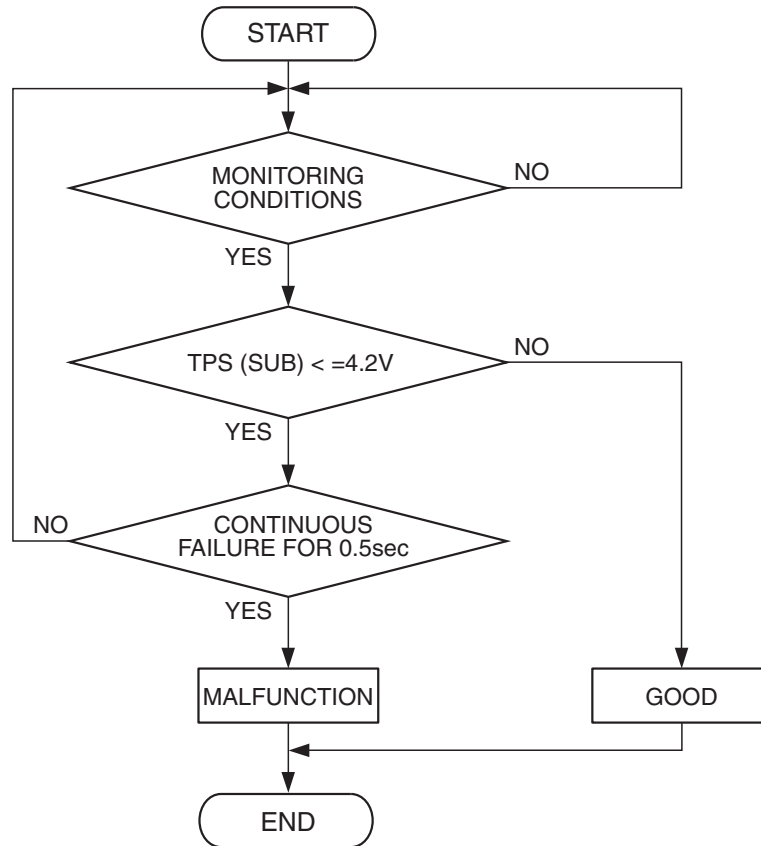 START
MONITORING
CONDITIONS
NO
YES
TPS (SUB) < =4.2V
NO
YES
CONTINUOUS
FAILURE FOR 0.5sec
NO
YES
MALFUNCTION
GOOD
END